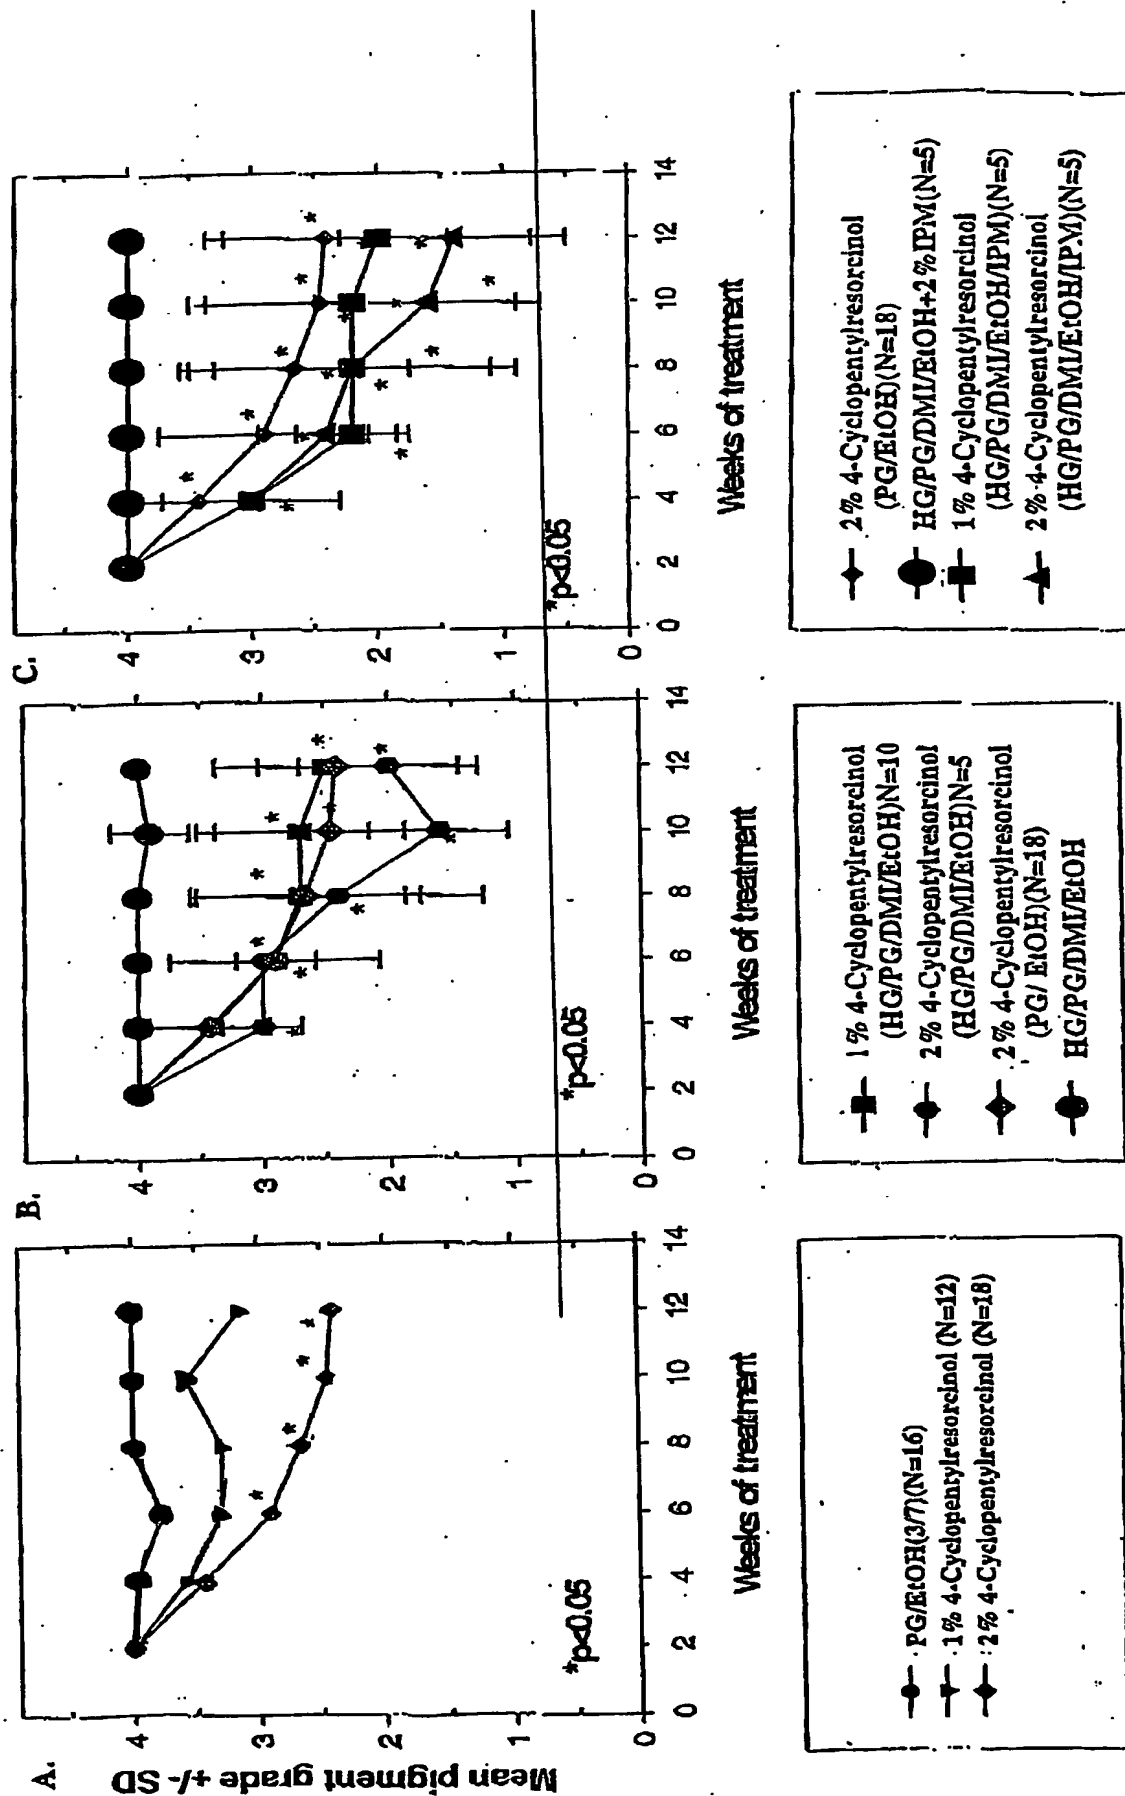 A.
Mean pigment grade +/- SD
4
3
2
1
0
*p<0.05
0 2 4 6 8 10 12 14
Weeks of treatment
PG/EtOH(3/7)(N=16)
1% 4-Cyclopentylresorcinol (N=12)
2% 4-Cyclopentylresorcinol (N=18)
B.
4
3
2
1
0
*p<0.05
0 2 4 6 8 10 12 14
Weeks of treatment
1% 4-Cyclopentylresorcinol
(HG/PG/DMI/EtOH)N=10
2% 4-Cyclopentylresorcinol
(HG/PG/DMI/EtOH)N=5
2% 4-Cyclopentylresorcinol
(PG/ EtOH)(N=18)
HG/PG/DMI/EtOH
C.
4
3
2
1
0
*p<0.05
0 2 4 6 8 10 12 14
Weeks of treatment
2% 4-Cyclopentylresorcinol
(PG/EtOH)(N=18)
HG/PG/DMI/EtOH+2%IPM(N=5)
1% 4-Cyclopentylresorcinol
(HG/PG/DMI/EtOH/IPM)(N=5)
2% 4-Cyclopentylresorcinol
(HG/PG/DMI/EtOH/IPM)(N=5)